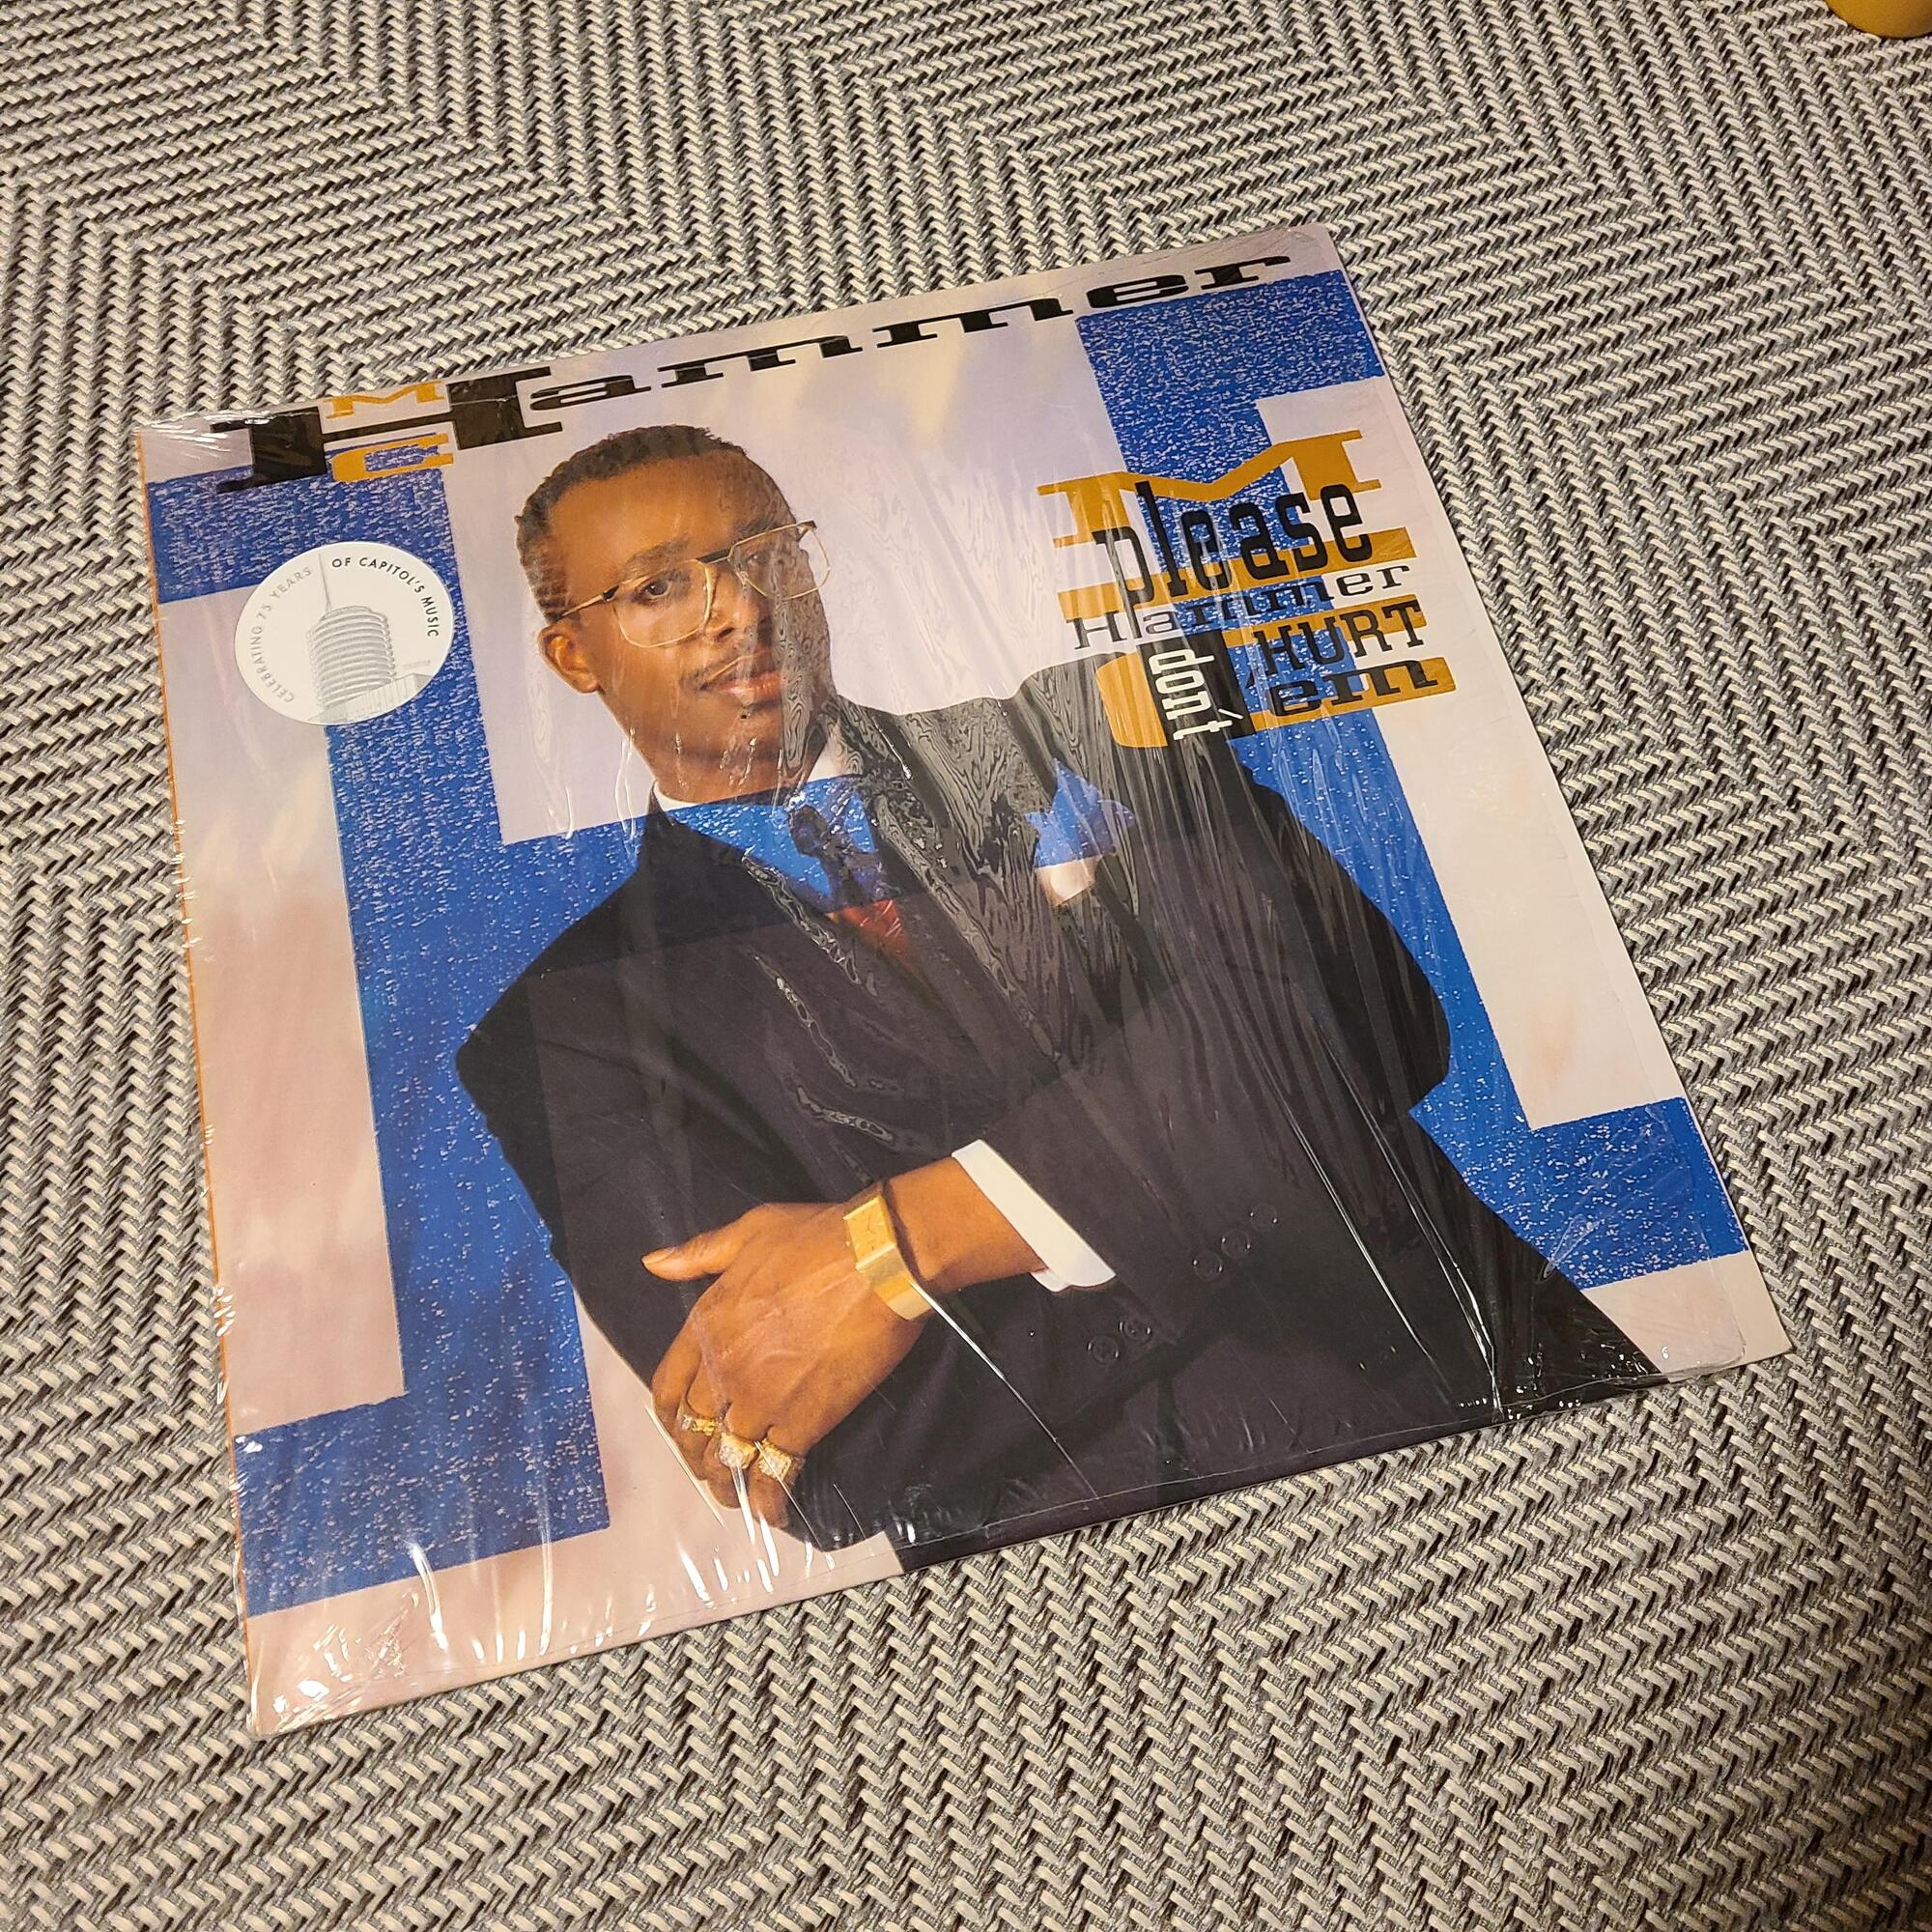 MC Hammer
M
please
Hammer
don't HURT
'em
CELEBRATING 75 YEARS OF CAPITOL'S MUSIC